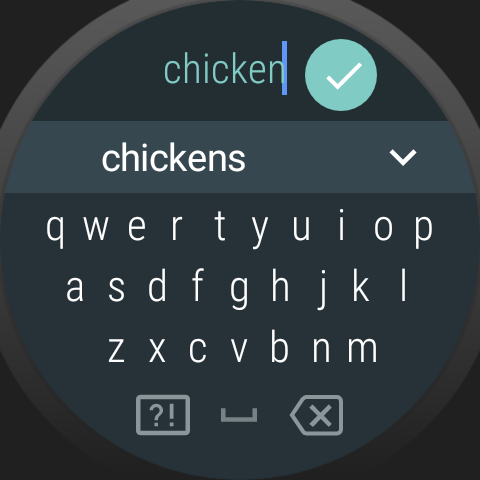 chicken
chickens
q w e r t y u i o p
a s d f g h j k l
z x c v b n m
?!